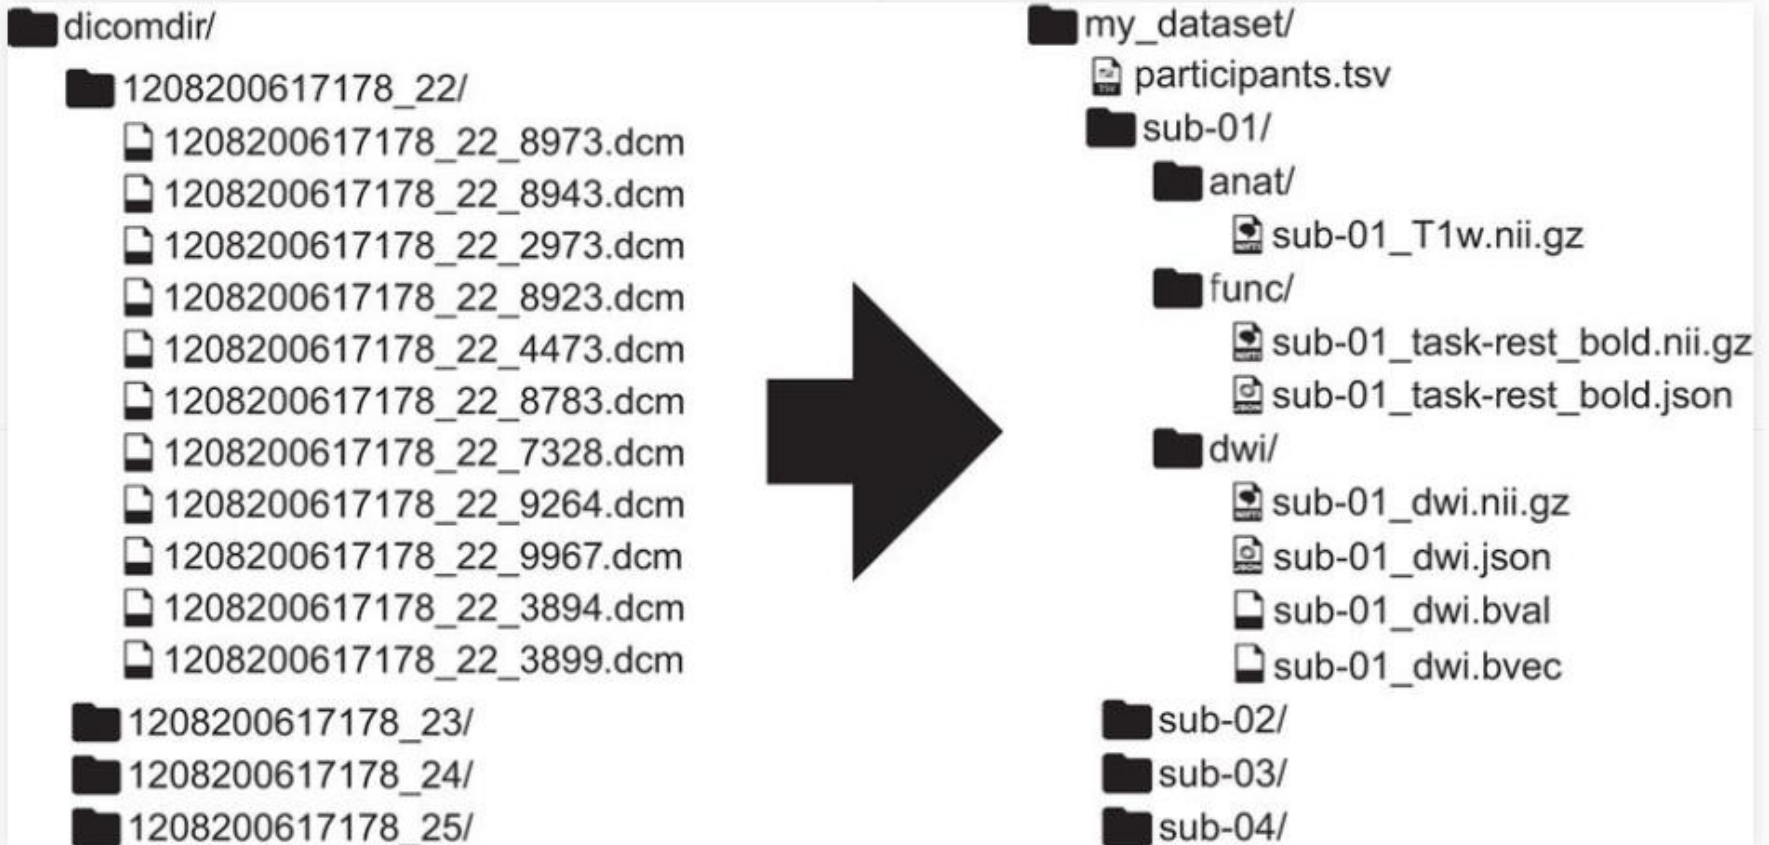 dicomdir/
1208200617178_22/
1208200617178_22_8973.dcm
1208200617178_22_8943.dcm
1208200617178_22_2973.dcm
1208200617178_22_8923.dcm
1208200617178_22_4473.dcm
1208200617178_22_8783.dcm
1208200617178_22_7328.dcm
1208200617178_22_9264.dcm
1208200617178_22_9967.dcm
1208200617178_22_3894.dcm
1208200617178_22_3899.dcm
1208200617178_23/
1208200617178_24/
1208200617178_25/
my_dataset/
participants.tsv
sub-01/
anat/
sub-01_T1w.nii.gz
func/
sub-01_task-rest_bold.nii.gz
sub-01_task-rest_bold.json
dwi/
sub-01_dwi.nii.gz
sub-01_dwi.json
sub-01_dwi.bval
sub-01_dwi.bvec
sub-02/
sub-03/
sub-04/